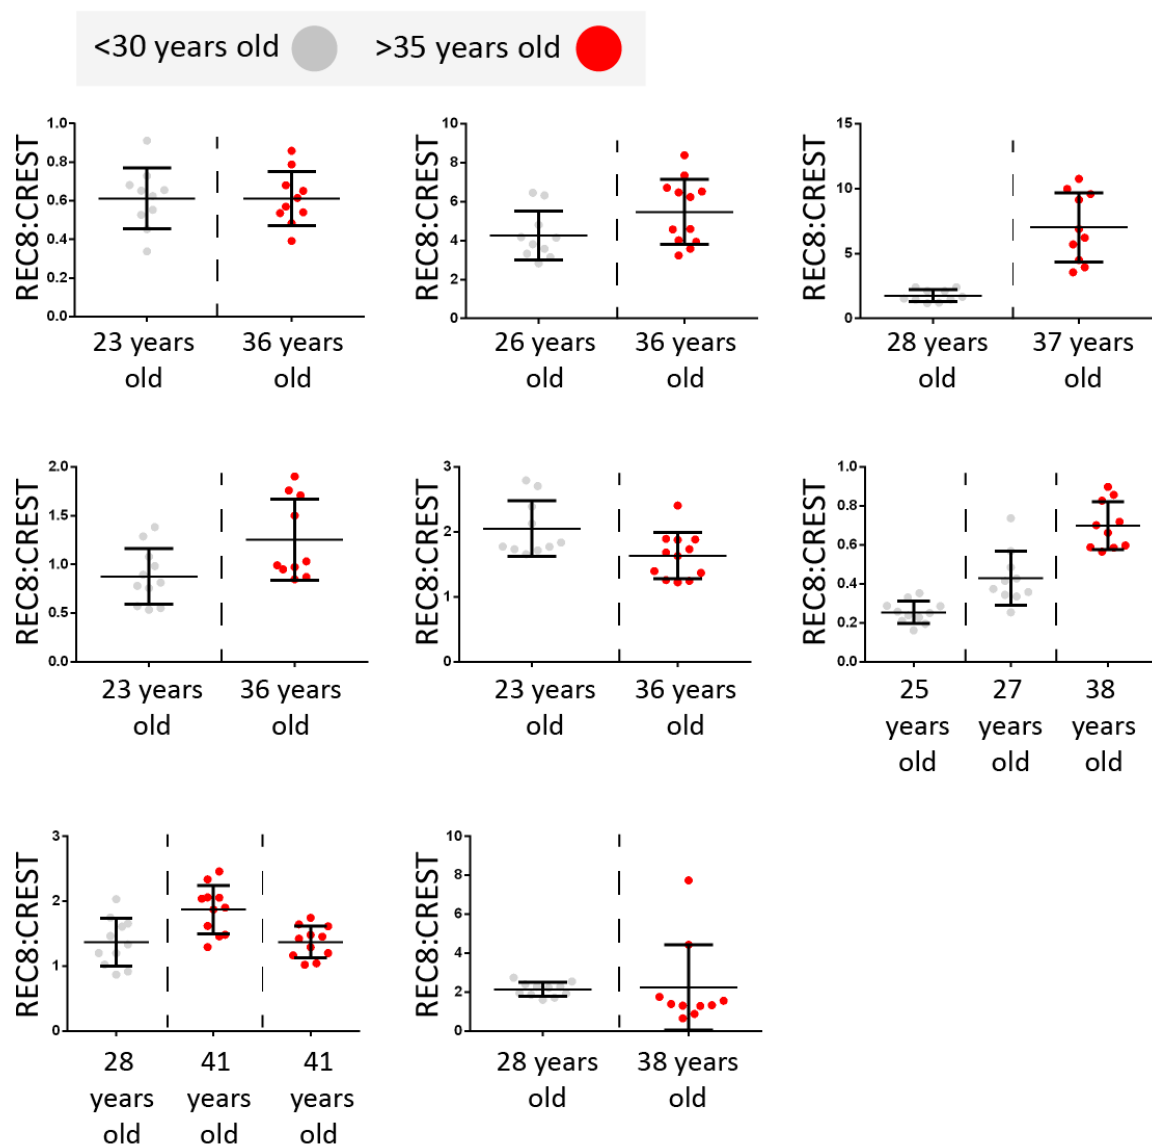 <30 years old >35 years old
REC8:CREST
1.0
0.8
0.6
0.4
0.2
0.0
23 years
old
36 years
old
REC8:CREST
10
8
6
4
2
0
26 years
old
36 years
old
REC8:CREST
15
10
5
0
28 years
old
37 years
old
REC8:CREST
2.0
1.5
1.0
0.5
0.0
23 years
old
36 years
old
REC8:CREST
3
2
1
0
23 years
old
36 years
old
REC8:CREST
1.0
0.8
0.6
0.4
0.2
0.0
25
years
old
27
years
old
38
years
old
REC8:CREST
3
2
1
0
28
years
old
41
years
old
41
years
old
REC8:CREST
10
8
6
4
2
0
28 years
old
38 years
old